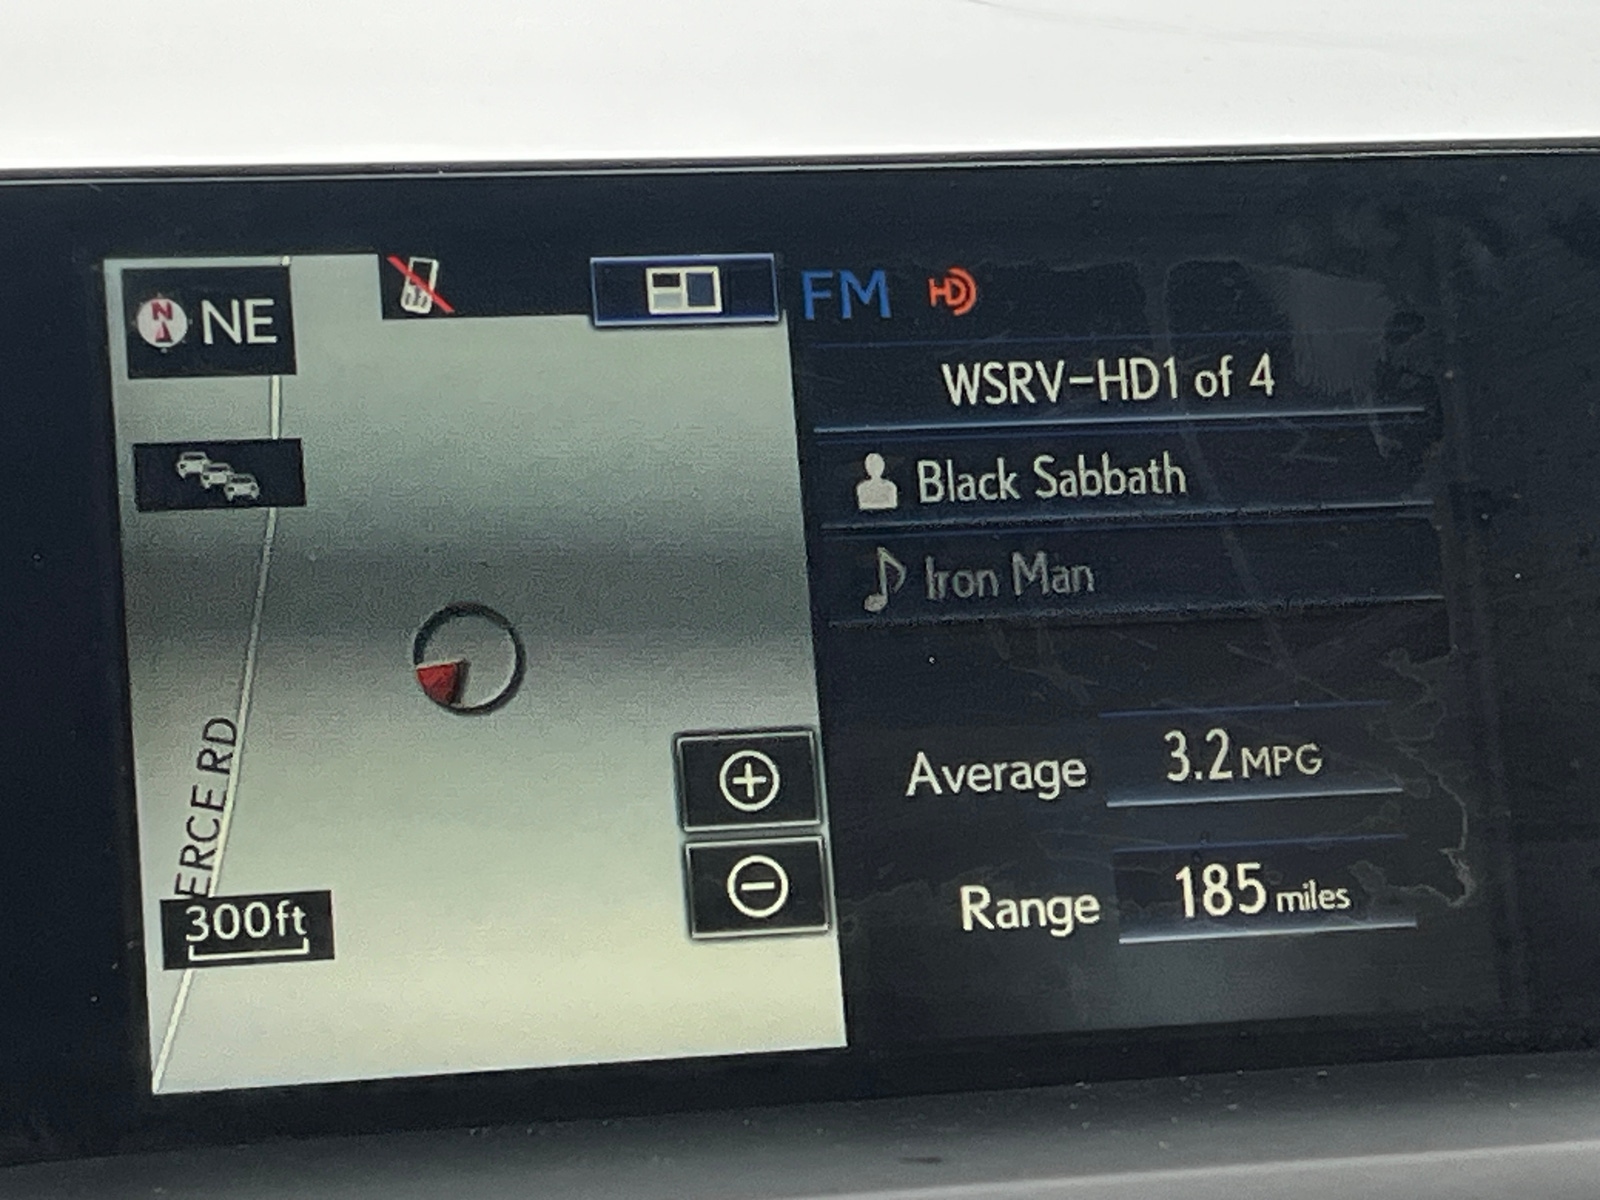 N NE
FM HD
WSRV-HD1 of 4
Black Sabbath
Iron Man
ERCE RD
300ft
Average 3.2 MPG
Range 185 miles